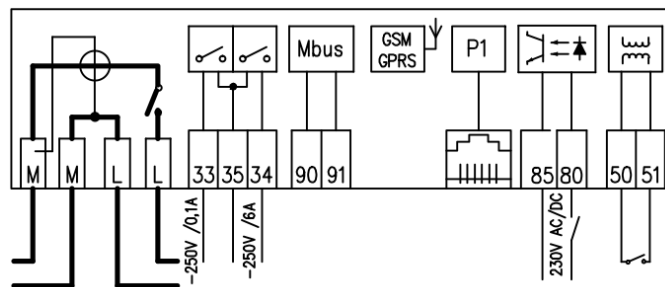 Mbus
GSM
GPRS
P1
M M L L 33 35 34 90 91 85 80 50 51
~250V /0,1A
~250V /6A
230V AC/DC